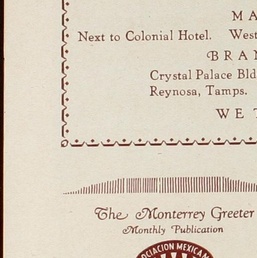 MA
Next to Colonial Hotel. West
BRAN
Crystal Palace Bld
Reynosa, Tamps.
WE T
The Monterrey Greeter
Monthly Publication
OCIACION MEXICANA